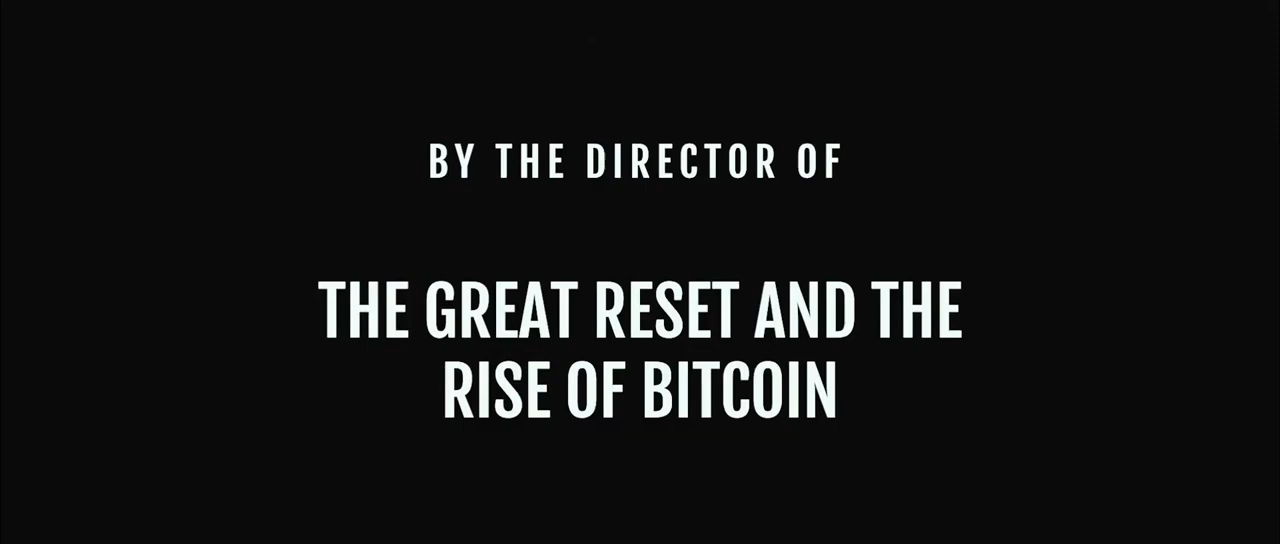 BY THE DIRECTOR OF
THE GREAT RESET AND THE
RISE OF BITCOIN